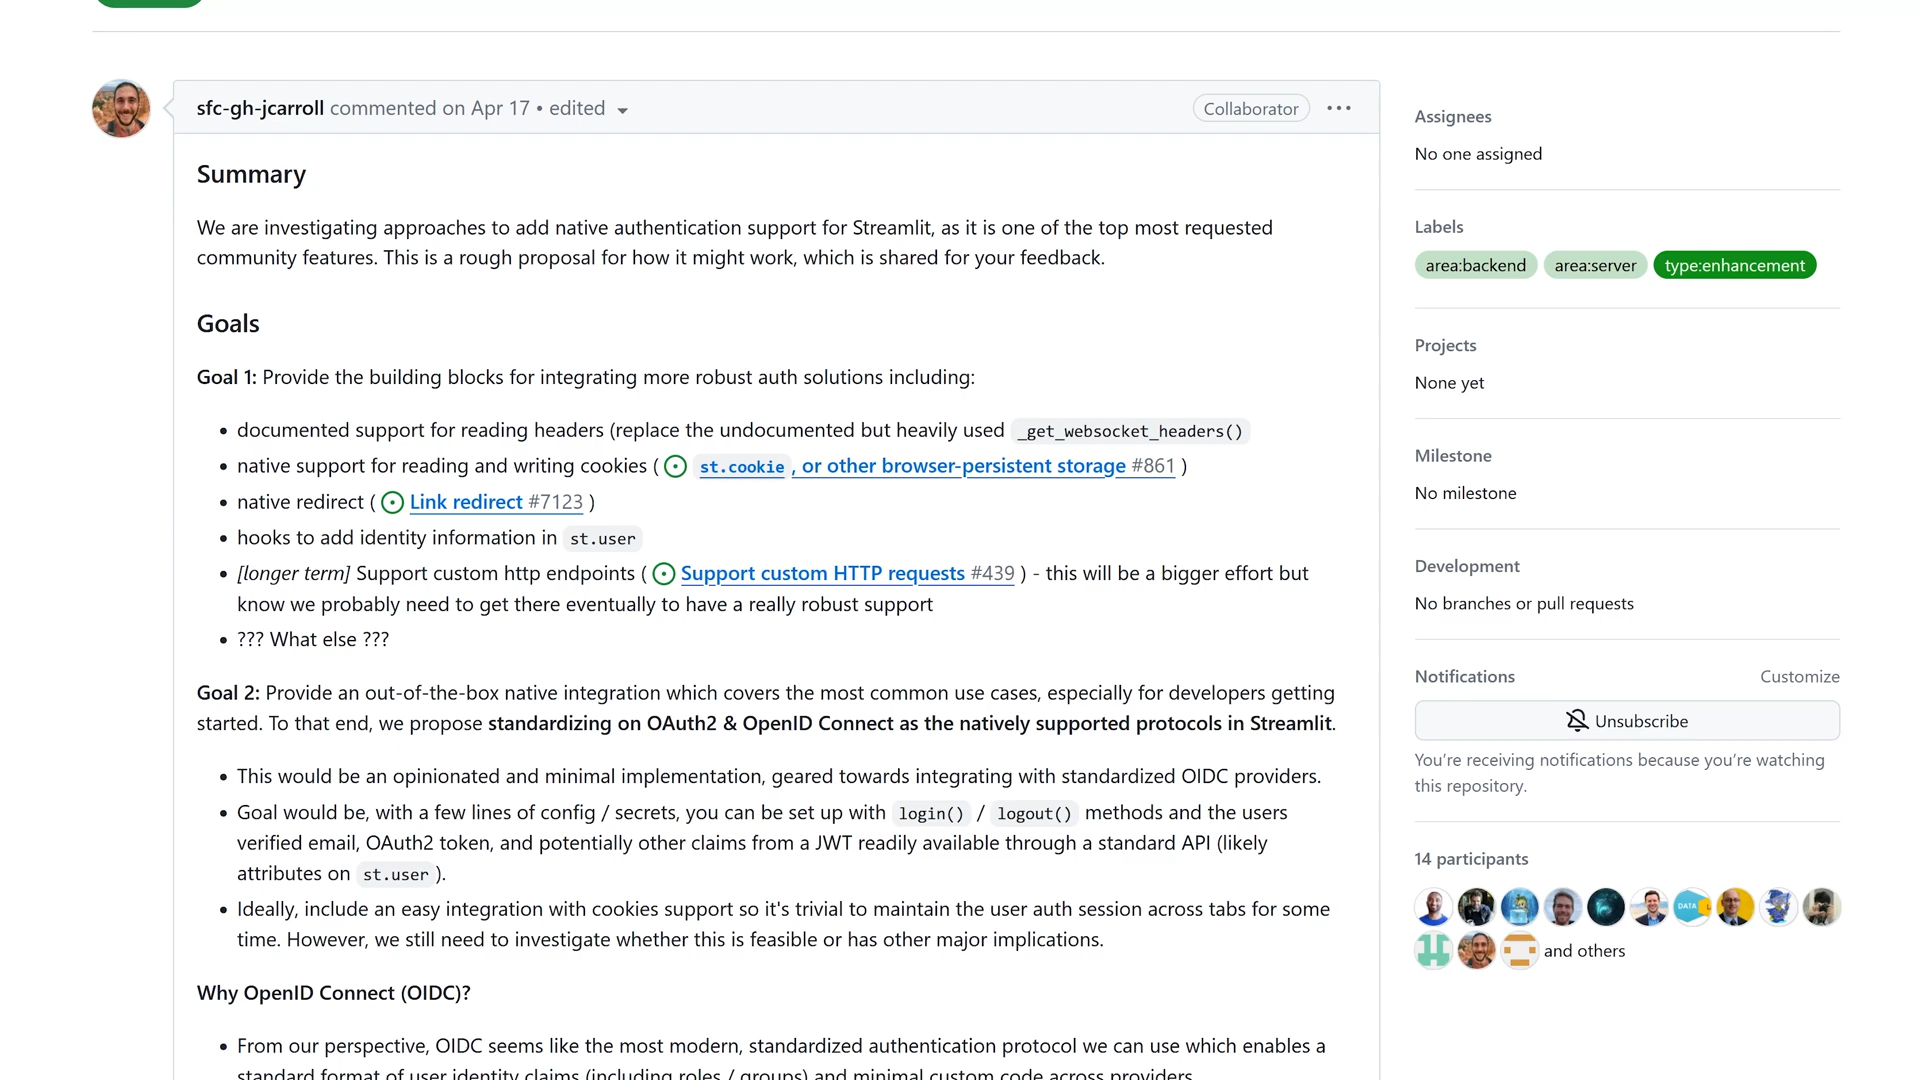 sfc-gh-jcarroll commented on Apr 17 • edited
Collaborator
Summary
We are investigating approaches to add native authentication support for Streamlit, as it is one of the top most requested
community features. This is a rough proposal for how it might work, which is shared for your feedback.
Goals
Goal 1: Provide the building blocks for integrating more robust auth solutions including:
• documented support for reading headers (replace the undocumented but heavily used _get_websocket_headers()
• native support for reading and writing cookies ( st.cookie , or other browser-persistent storage #861 )
• native redirect ( Link redirect #7123 )
• hooks to add identity information in st.user
• [longer term] Support custom http endpoints ( Support custom HTTP requests #439 ) - this will be a bigger effort but
know we probably need to get there eventually to have a really robust support
• ??? What else ???
Goal 2: Provide an out-of-the-box native integration which covers the most common use cases, especially for developers getting
started. To that end, we propose standardizing on OAuth2 & OpenID Connect as the natively supported protocols in Streamlit.
• This would be an opinionated and minimal implementation, geared towards integrating with standardized OIDC providers.
• Goal would be, with a few lines of config / secrets, you can be set up with login() / logout() methods and the users
verified email, OAuth2 token, and potentially other claims from a JWT readily available through a standard API (likely
attributes on st.user ).
• Ideally, include an easy integration with cookies support so it's trivial to maintain the user auth session across tabs for some
time. However, we still need to investigate whether this is feasible or has other major implications.
Why OpenID Connect (OIDC)?
• From our perspective, OIDC seems like the most modern, standardized authentication protocol we can use which enables a
standard format of user identity claims (including roles / groups) and minimal custom code across providers
Assignees
No one assigned
Labels
area:backend area:server type:enhancement
Projects
None yet
Milestone
No milestone
Development
No branches or pull requests
Notifications Customize
Unsubscribe
You’re receiving notifications because you’re watching
this repository.
14 participants
DATA
and others